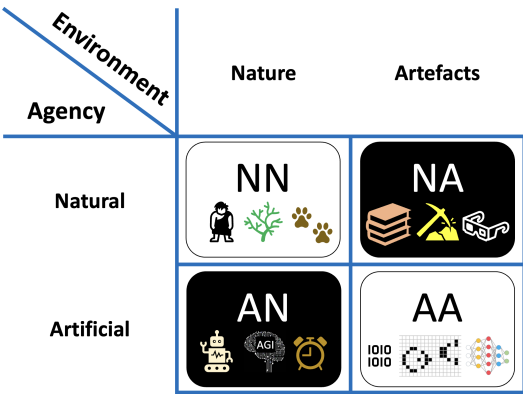 Environment
Agency
Nature
Artefacts
Natural
NN
NA
Artificial
AN
AA
AGI
1010
1010